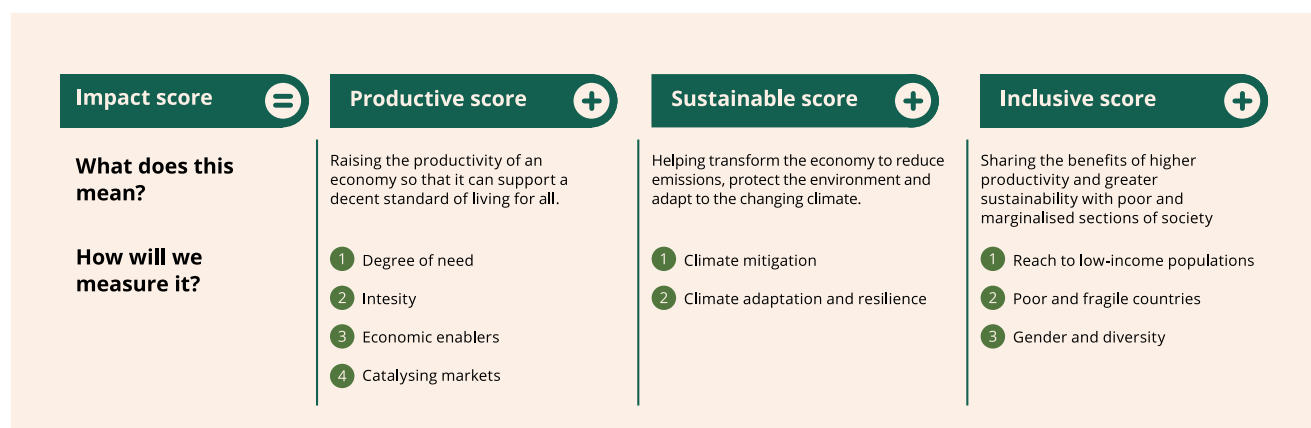 Impact score =
Productive score +
Sustainable score +
Inclusive score +
What does this
mean?
Raising the productivity of an
economy so that it can support a
decent standard of living for all.
Helping transform the economy to reduce
emissions, protect the environment and
adapt to the changing climate.
Sharing the benefits of higher
productivity and greater
sustainability with poor and
marginalised sections of society
How will we
measure it?
1 Degree of need
2 Intesity
3 Economic enablers
4 Catalysing markets
1 Climate mitigation
2 Climate adaptation and resilience
1 Reach to low-income populations
2 Poor and fragile countries
3 Gender and diversity